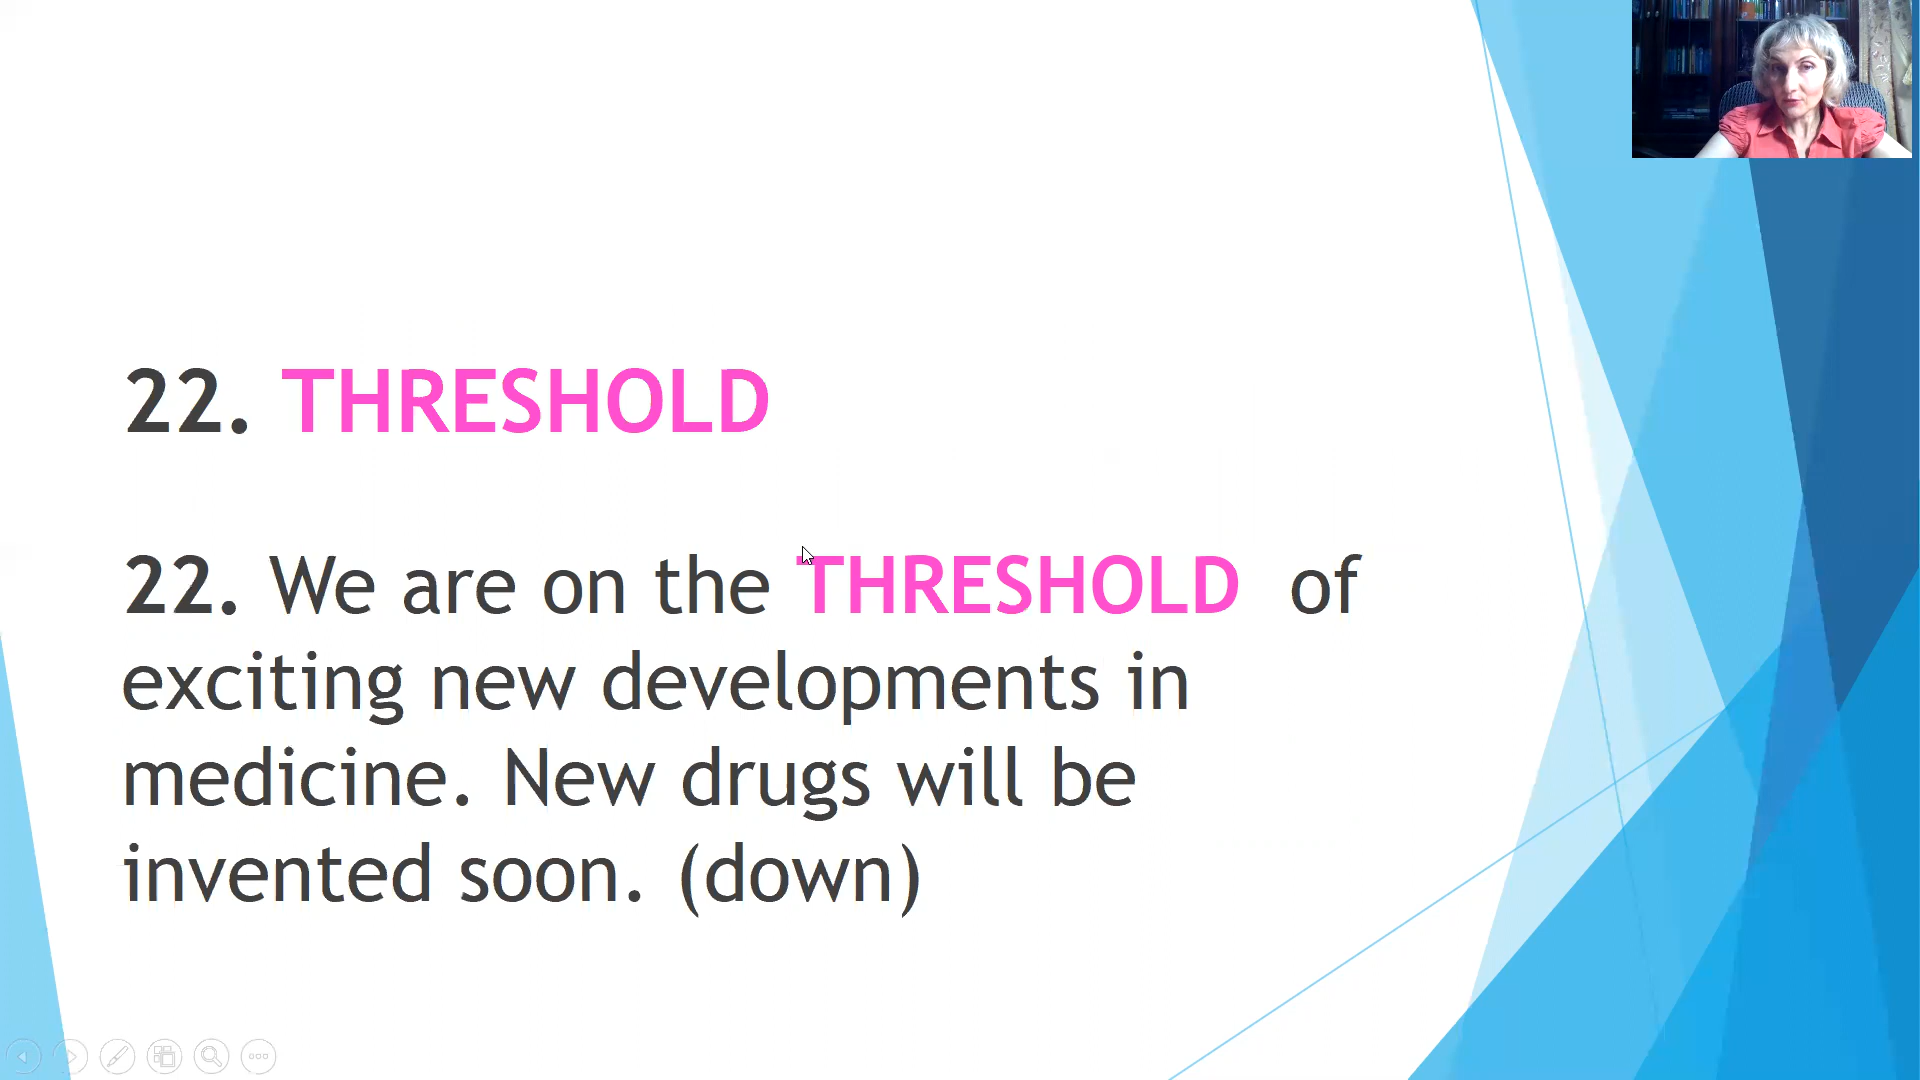 22. THRESHOLD
22. We are on the THRESHOLD of
exciting new developments in
medicine. New drugs will be
invented soon. (down)